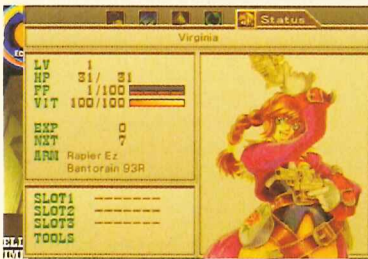 Status
Virginia
LV 1
HP 31/ 31
FP 1/100
VIT 100/100
EXP 0
NXT 7
ARM Rapier Ez
Bantorain 93R
SLOT1 -------
SLOT2 -------
SLOT3 -------
TOOLS